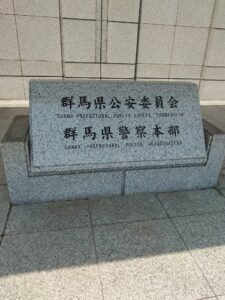 群馬県公安委員会
GUNMA PREFECTURAL PUBLIC SAFETY COMMISSION
群馬県警察本部
GUNMA PREFECTURAL POLICE HEADQUARTERS